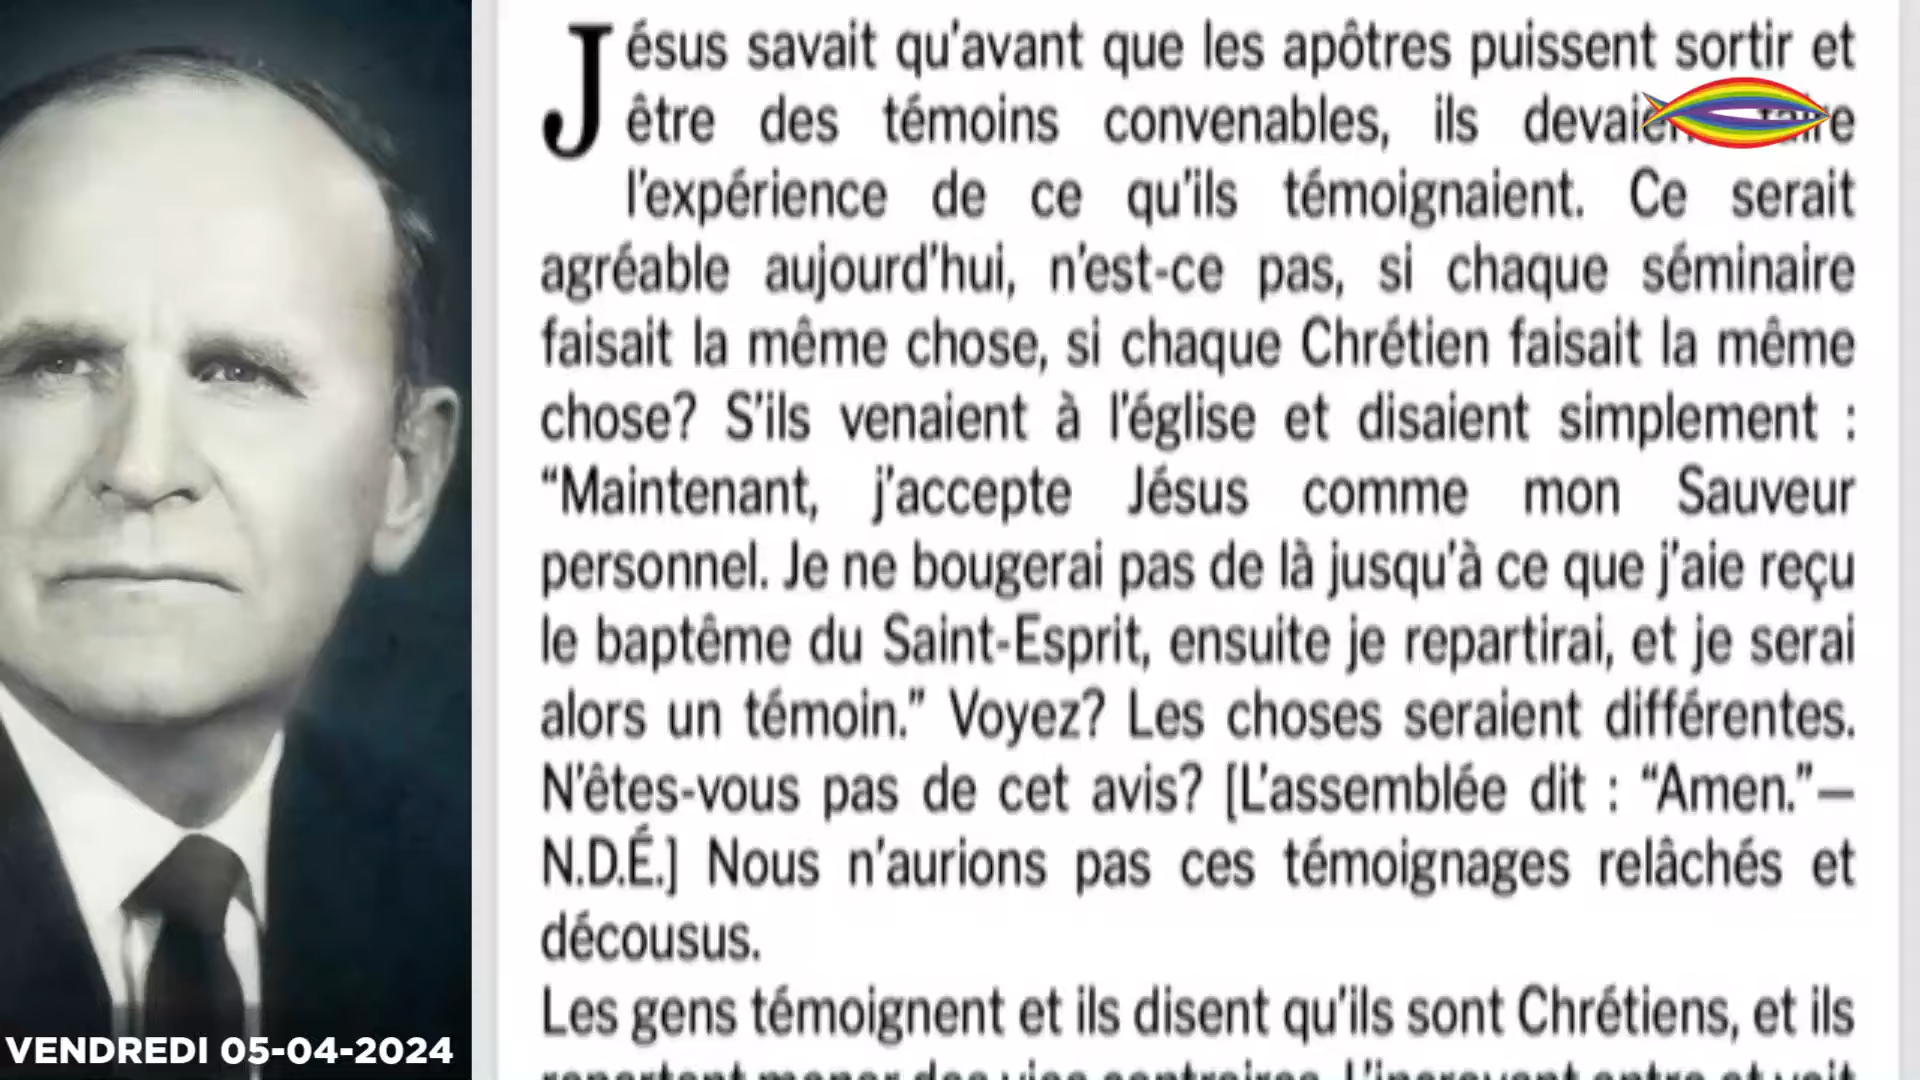 Jésus savait qu'avant que les apôtres puissent sortir et
être des témoins convenables, ils devaient faire
l'expérience de ce qu'ils témoignaient. Ce serait
agréable aujourd'hui, n'est-ce pas, si chaque séminaire
faisait la même chose, si chaque Chrétien faisait la même
chose? S'ils venaient à l'église et disaient simplement :
“Maintenant, j'accepte Jésus comme mon Sauveur
personnel. Je ne bougerai pas de là jusqu'à ce que j'aie reçu
le baptême du Saint-Esprit, ensuite je repartirai, et je serai
alors un témoin.” Voyez? Les choses seraient différentes.
N'êtes-vous pas de cet avis? [L'assemblée dit : “Amen.”—
N.D.É.] Nous n'aurions pas ces témoignages relâchés et
décousus.
Les gens témoignent et ils disent qu'ils sont Chrétiens, et ils
VENDREDI 05-04-2024